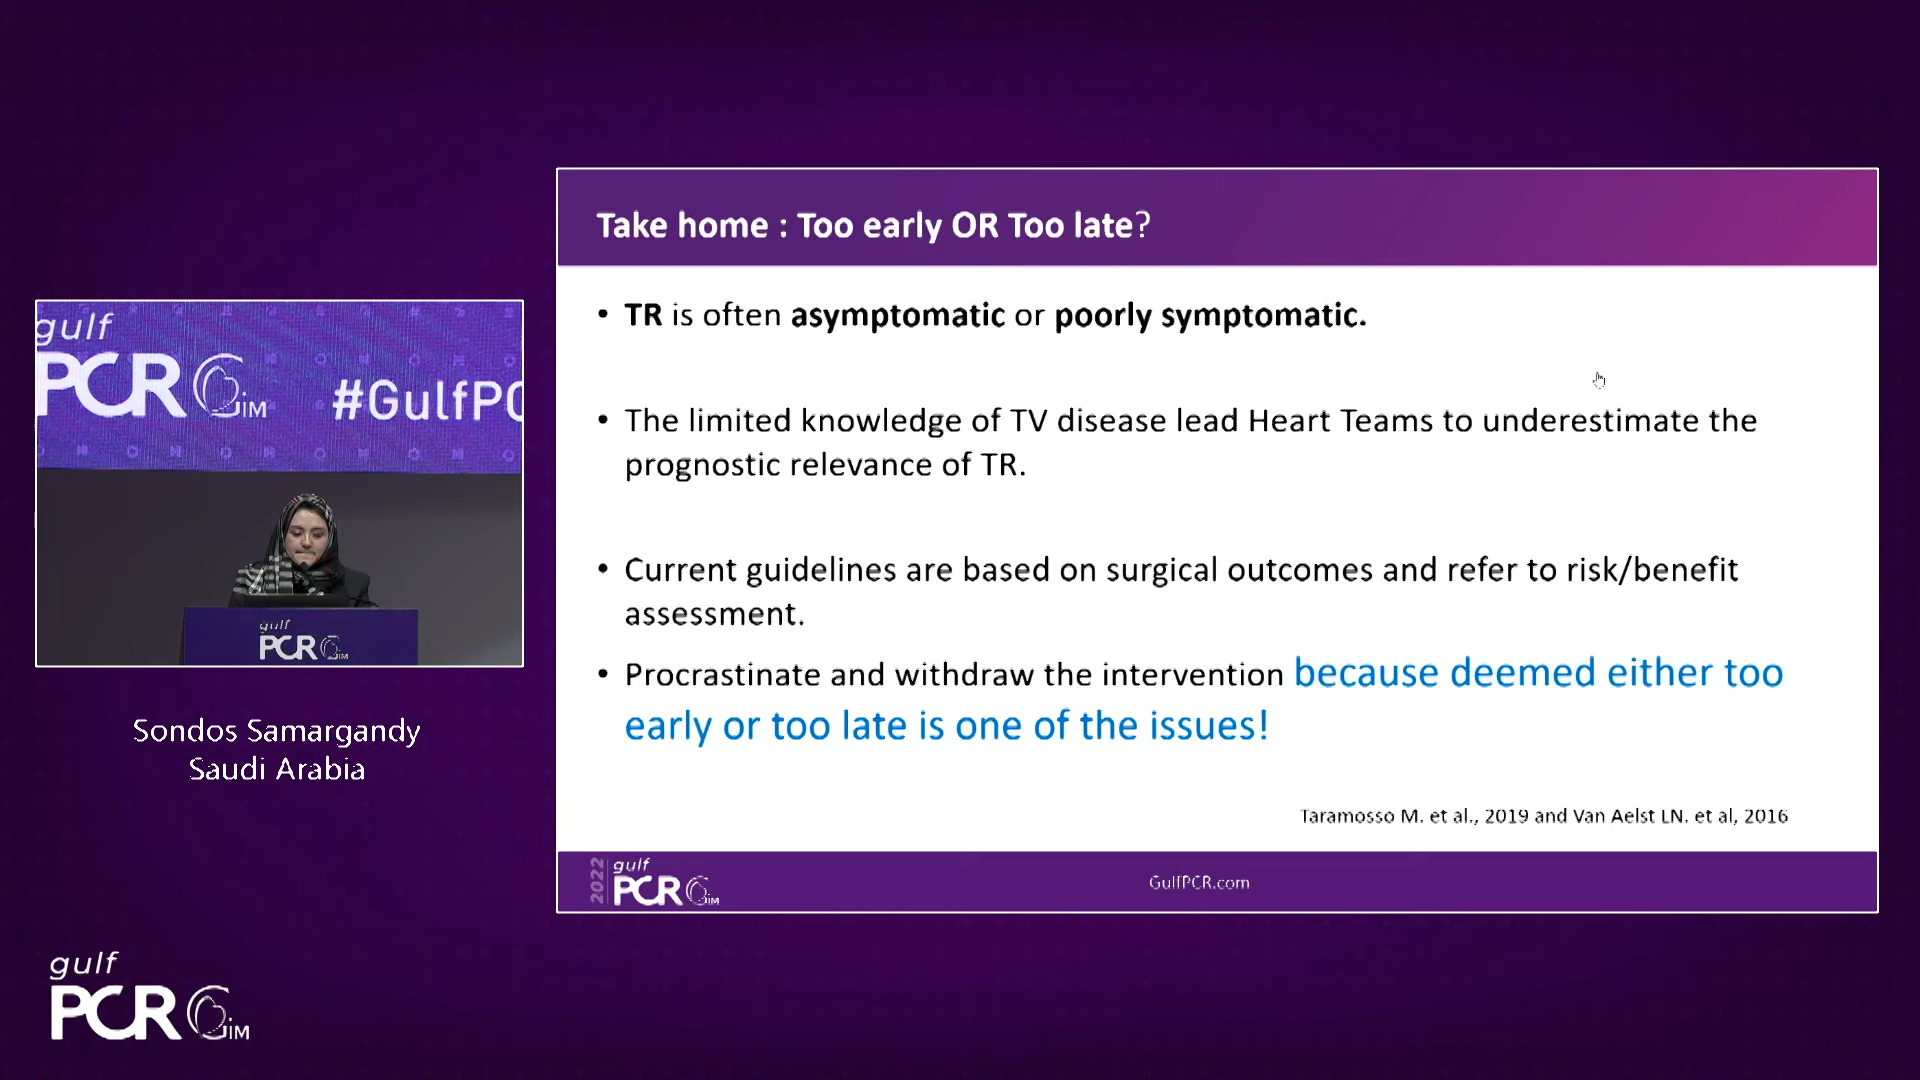 Take home : Too early OR Too late?
• TR is often asymptomatic or poorly symptomatic.
• The limited knowledge of TV disease lead Heart Teams to underestimate the
prognostic relevance of TR.
• Current guidelines are based on surgical outcomes and refer to risk/benefit
assessment.
• Procrastinate and withdraw the intervention because deemed either too
early or too late is one of the issues!
Taramosso M. et al., 2019 and Van Aelst LN. et al, 2016
2022
gulf
PCR GIM
GulfPCR.com
gulf
PCR GIM
#GulfPC
gulf
PCR GIM
Sondos Samargandy
Saudi Arabia
gulf
PCR GIM